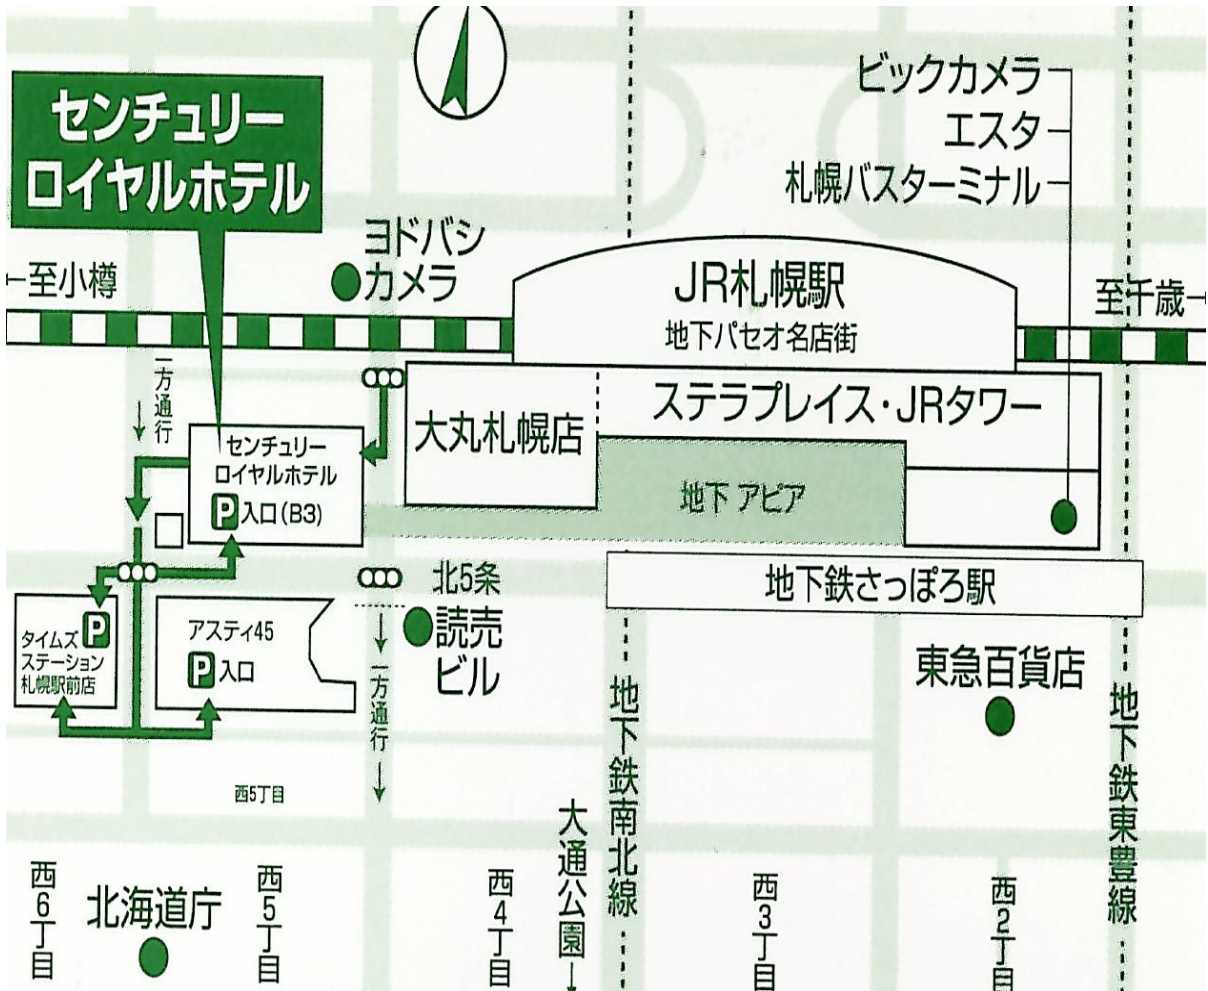 センチュリー
ロイヤルホテル
ビックカメラ
エスタ
札幌バスターミナル
ヨドバシ
カメラ
←至小樽
JR札幌駅
地下パセオ名店街
至千歳→
一方通行
大丸札幌店
ステラプレイス・JRタワー
センチュリー
ロイヤルホテル
P入口(B3)
地下 アピア
北5条
地下鉄さっぽろ駅
読売
ビル
タイムズ P
ステーション
札幌駅前店
アスティ45
P入口
東急百貨店
一方通行
西5丁目
地下鉄南北線
地下鉄東豊線
大通公園
西6丁目
北海道庁
西5丁目
西4丁目
西3丁目
西2丁目